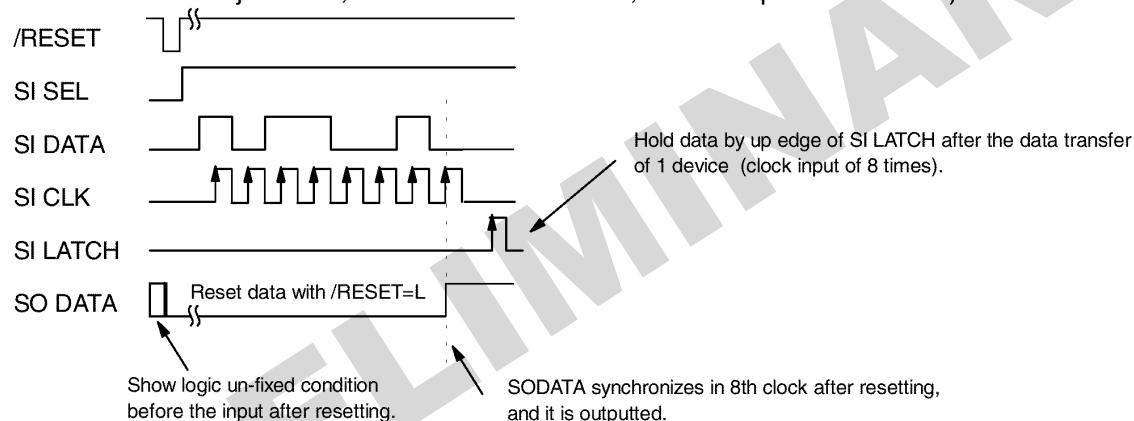 /RESET
SI SEL
SI DATA
SI CLK
SI LATCH
SO DATA
Reset data with /RESET=L
Hold data by up edge of SI LATCH after the data transfer
of 1 device (clock input of 8 times).
Show logic un-fixed condition
before the input after resetting.
SODATA synchronizes in 8th clock after resetting,
and it is outputted.
ELIMINAR